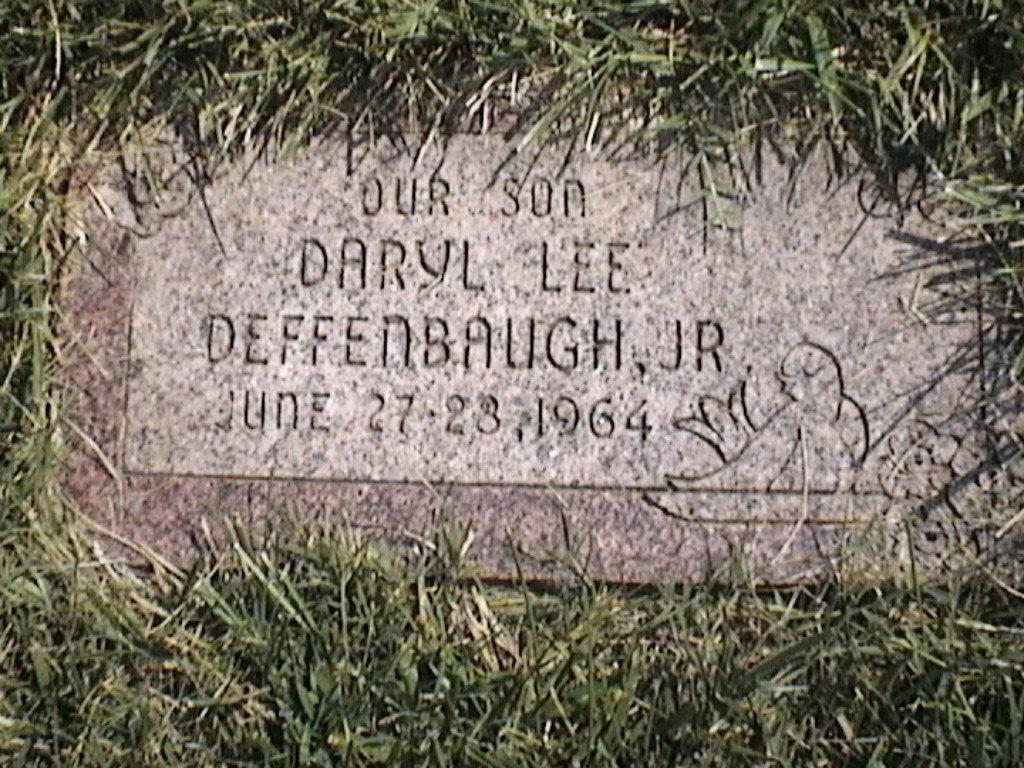 OUR SON
DARYL LEE
DEFFENBAUGH, JR.
JUNE 27-28, 1964